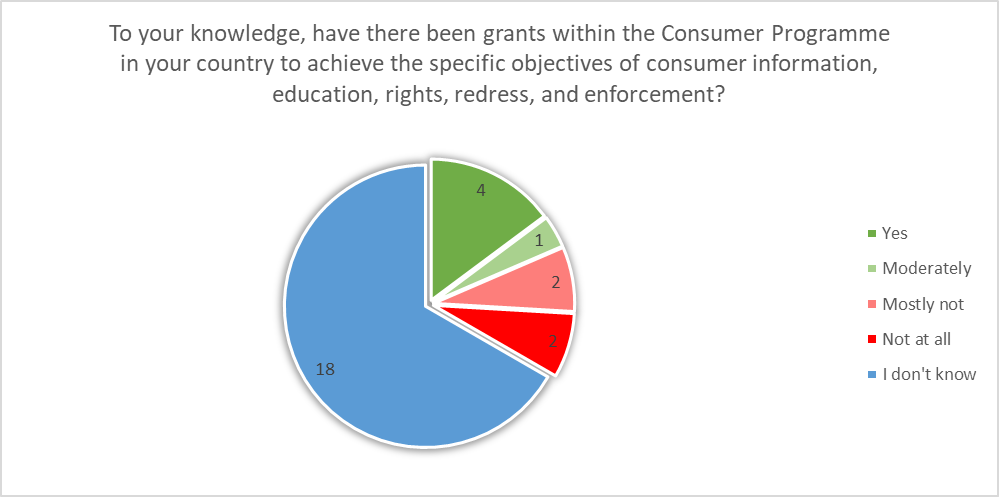 To your knowledge, have there been grants within the Consumer Programme
in your country to achieve the specific objectives of consumer information,
education, rights, redress, and enforcement?
4
1
2
2
18
Yes
Moderately
Mostly not
Not at all
I don't know